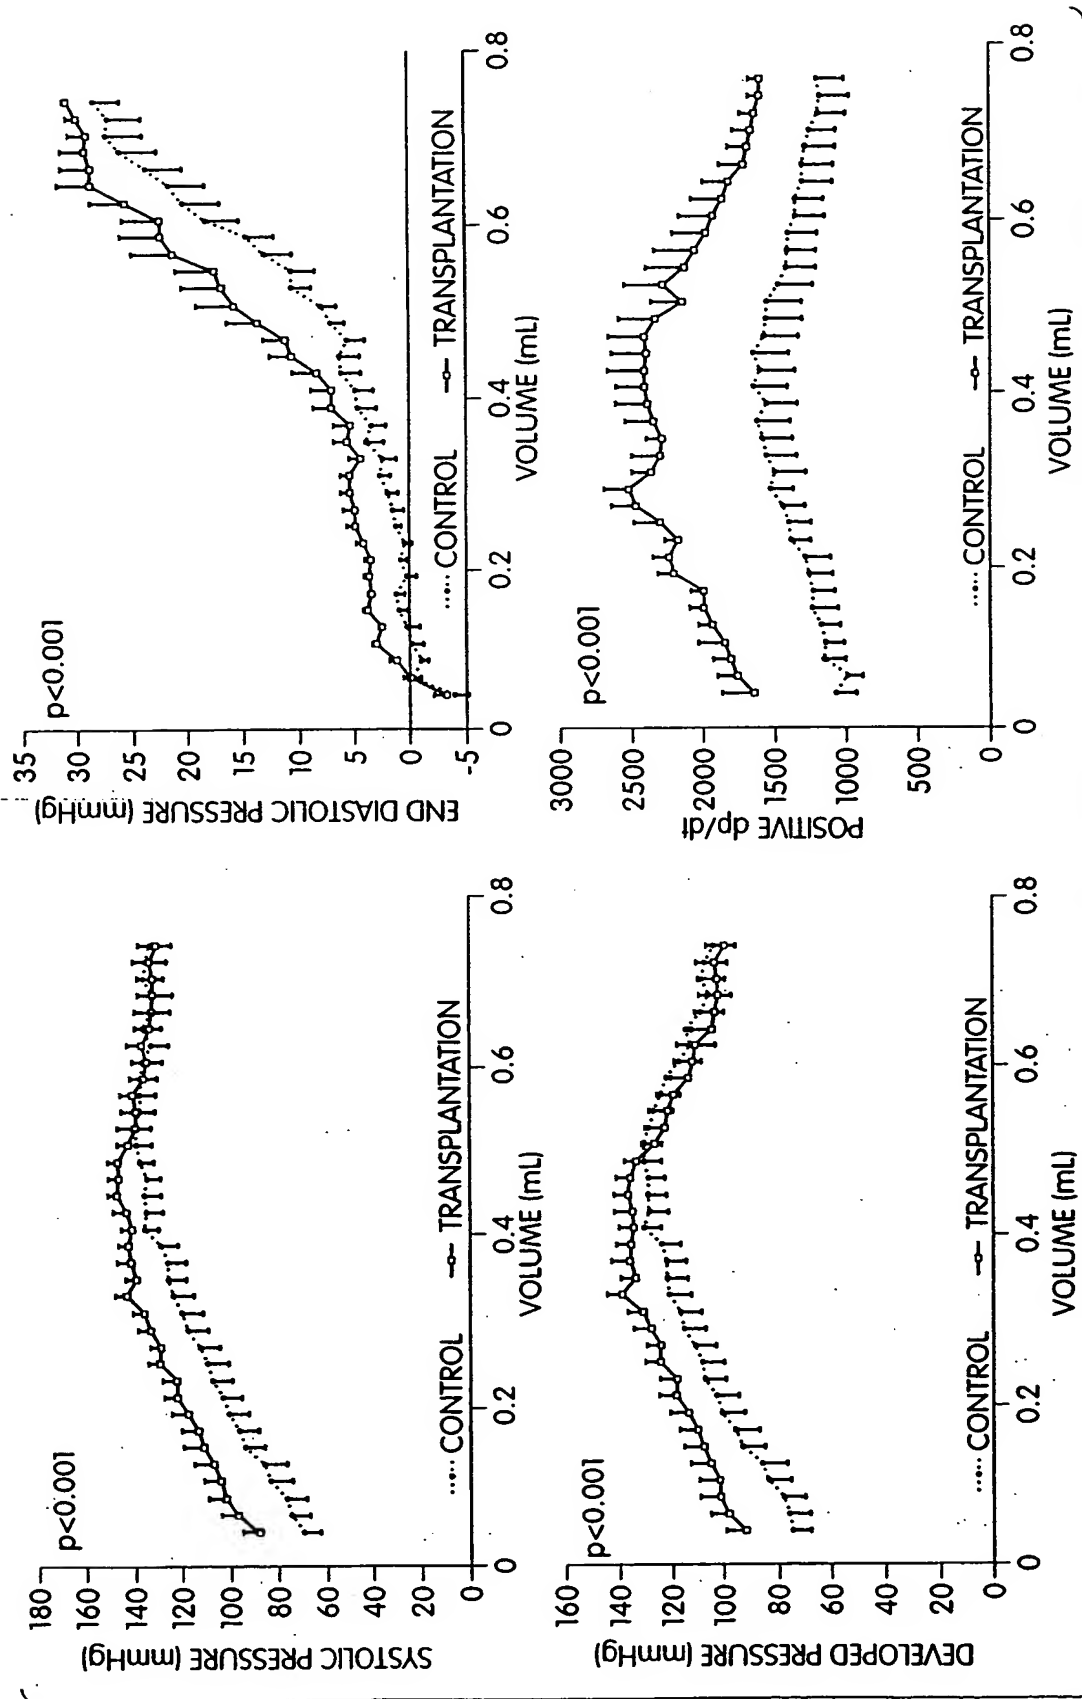 p<0.001
SYSTOLIC PRESSURE (mmHg)
180
160
140
120
100
80
60
40
20
0
0
0.2
0.4
0.6
0.8
VOLUME (mL)
CONTROL
TRANSPLANTATION
p<0.001
END DIASTOLIC PRESSURE (mmHg)
35
30
25
20
15
10
5
0
-5
0
0.2
0.4
0.6
0.8
VOLUME (mL)
CONTROL
TRANSPLANTATION
p<0.001
DEVELOPED PRESSURE (mmHg)
160
140
120
100
80
60
40
20
0
0
0.2
0.4
0.6
0.8
VOLUME (mL)
CONTROL
TRANSPLANTATION
p<0.001
POSITIVE dp/dt
3000
2500
2000
1500
1000
500
0
0
0.2
0.4
0.6
0.8
VOLUME (mL)
CONTROL
TRANSPLANTATION